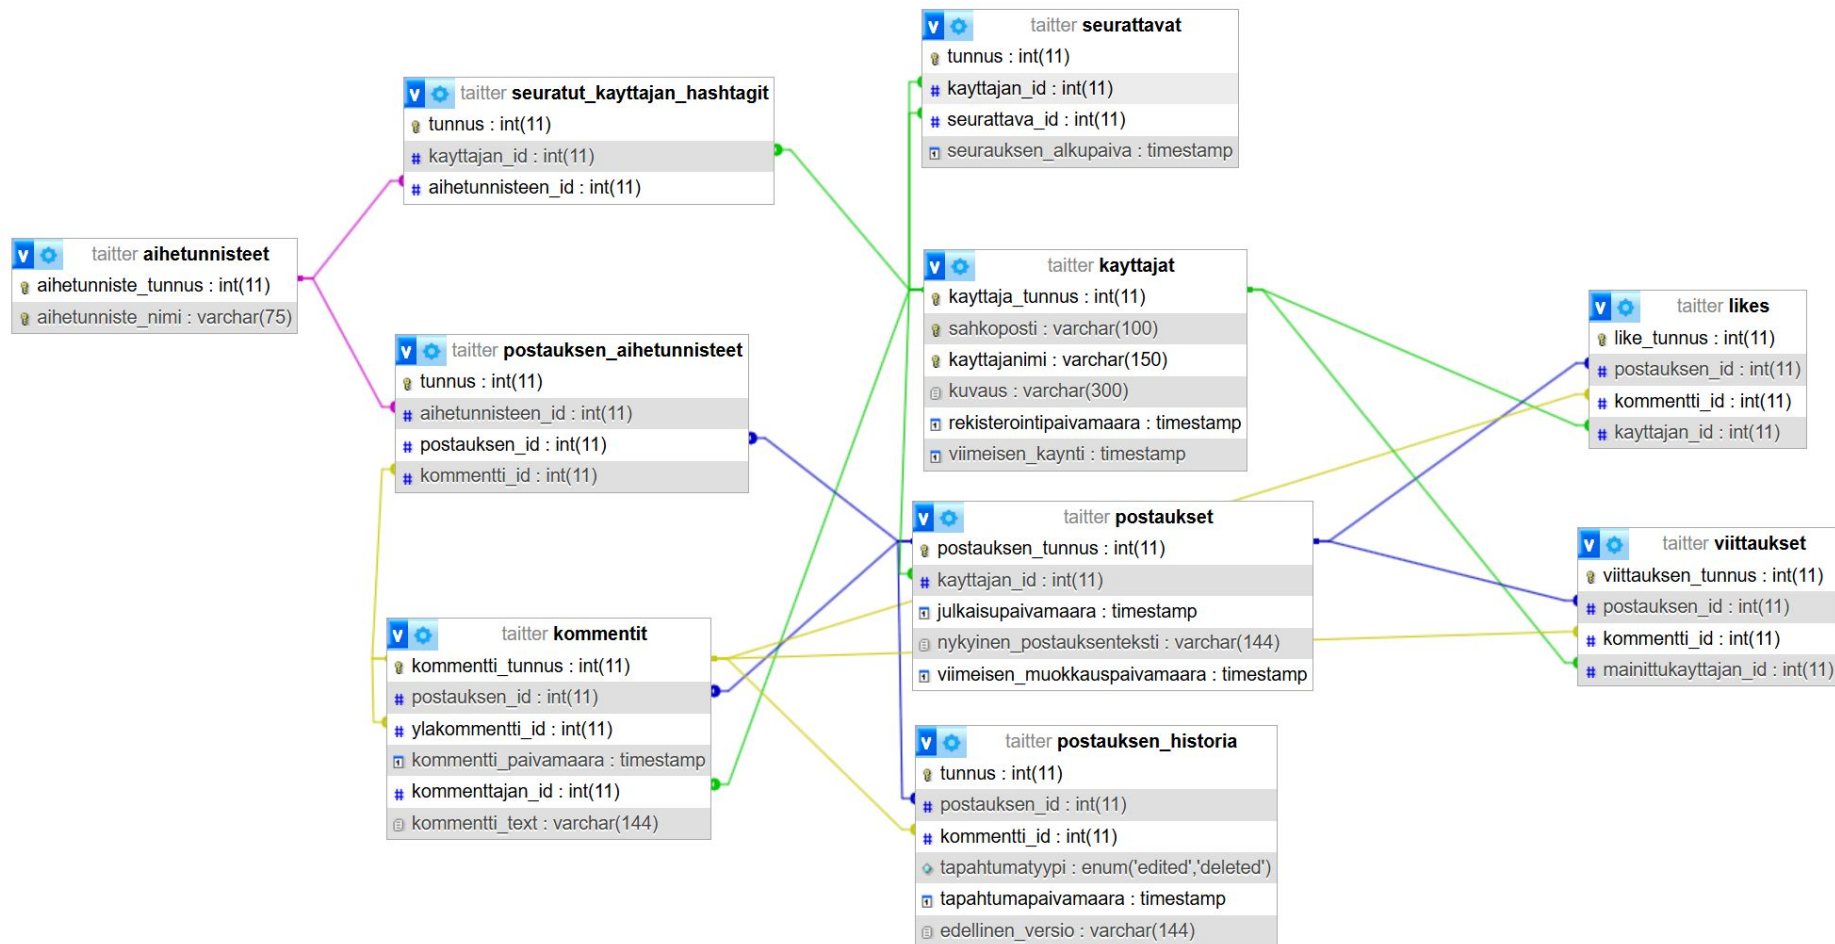 taitter seurattavat
tunnus : int(11)
kayttajan_id : int(11)
seurattava_id : int(11)
seurauksen_alkupaiva : timestamp
taitter seuratut_kayttajan_hashtagit
tunnus : int(11)
kayttajan_id : int(11)
aihetunnisteen_id : int(11)
taitter aihetunnisteet
aihetunniste_tunnus : int(11)
aihetunniste_nimi : varchar(75)
taitter kayttajat
kayttaja_tunnus : int(11)
sahkoposti : varchar(100)
kayttajanimi : varchar(150)
kuvaus : varchar(300)
rekisterointipaivamaara : timestamp
viimeisen_kaynti : timestamp
taitter likes
like_tunnus : int(11)
postauksen_id : int(11)
kommentti_id : int(11)
kayttajan_id : int(11)
taitter postauksen_aihetunnisteet
tunnus : int(11)
aihetunnisteen_id : int(11)
postauksen_id : int(11)
kommentti_id : int(11)
taitter postaukset
postauksen_tunnus : int(11)
kayttajan_id : int(11)
julkaisupaivamaara : timestamp
nykyinen_postauksenteksti : varchar(144)
viimeisen_muokkauspaivamaara : timestamp
taitter viittaukset
viittauksen_tunnus : int(11)
postauksen_id : int(11)
kommentti_id : int(11)
mainittukayttajan_id : int(11)
taitter kommentit
kommentti_tunnus : int(11)
postauksen_id : int(11)
ylakommentti_id : int(11)
kommentti_paivamaara : timestamp
kommenttajan_id : int(11)
kommentti_text : varchar(144)
taitter postauksen_historia
tunnus : int(11)
postauksen_id : int(11)
kommentti_id : int(11)
tapahtumatyypi : enum('edited','deleted')
tapahtumapaivamaara : timestamp
edellinen_versio : varchar(144)